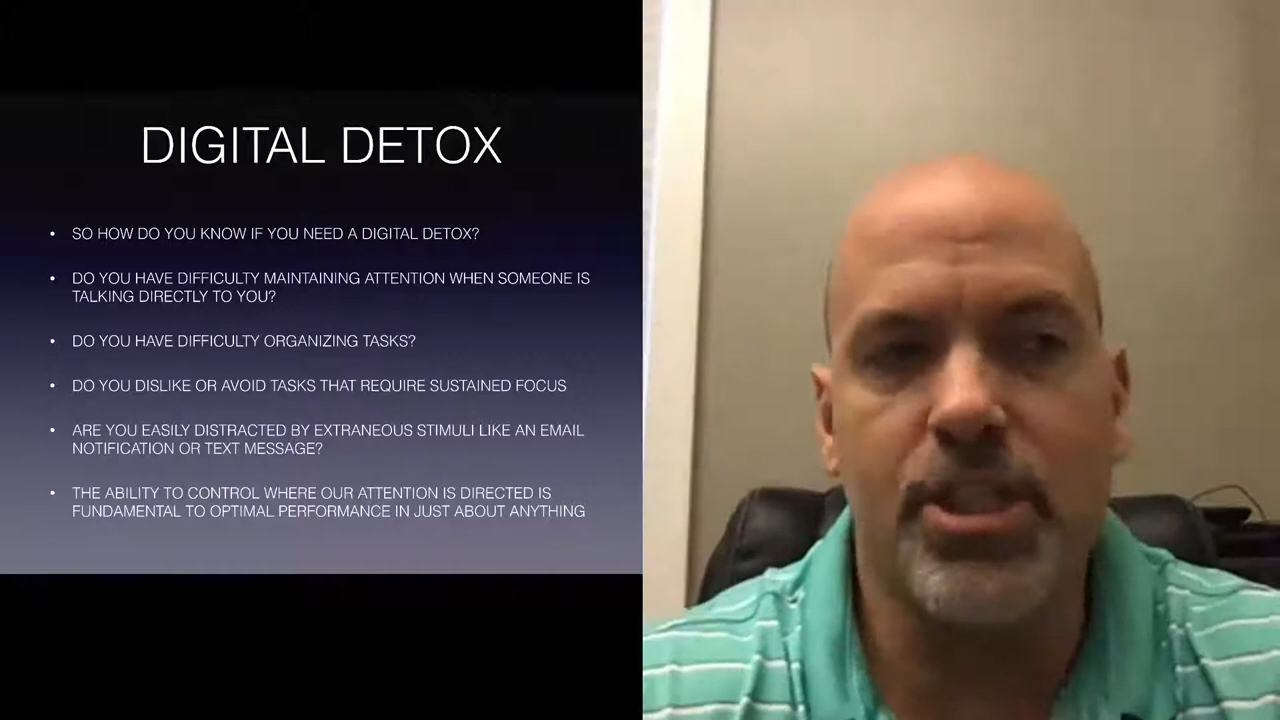 DIGITAL DETOX
• SO HOW DO YOU KNOW IF YOU NEED A DIGITAL DETOX?
• DO YOU HAVE DIFFICULTY MAINTAINING ATTENTION WHEN SOMEONE IS
TALKING DIRECTLY TO YOU?
• DO YOU HAVE DIFFICULTY ORGANIZING TASKS?
• DO YOU DISLIKE OR AVOID TASKS THAT REQUIRE SUSTAINED FOCUS
• ARE YOU EASILY DISTRACTED BY EXTRANEOUS STIMULI LIKE AN EMAIL
NOTIFICATION OR TEXT MESSAGE?
• THE ABILITY TO CONTROL WHERE OUR ATTENTION IS DIRECTED IS
FUNDAMENTAL TO OPTIMAL PERFORMANCE IN JUST ABOUT ANYTHING